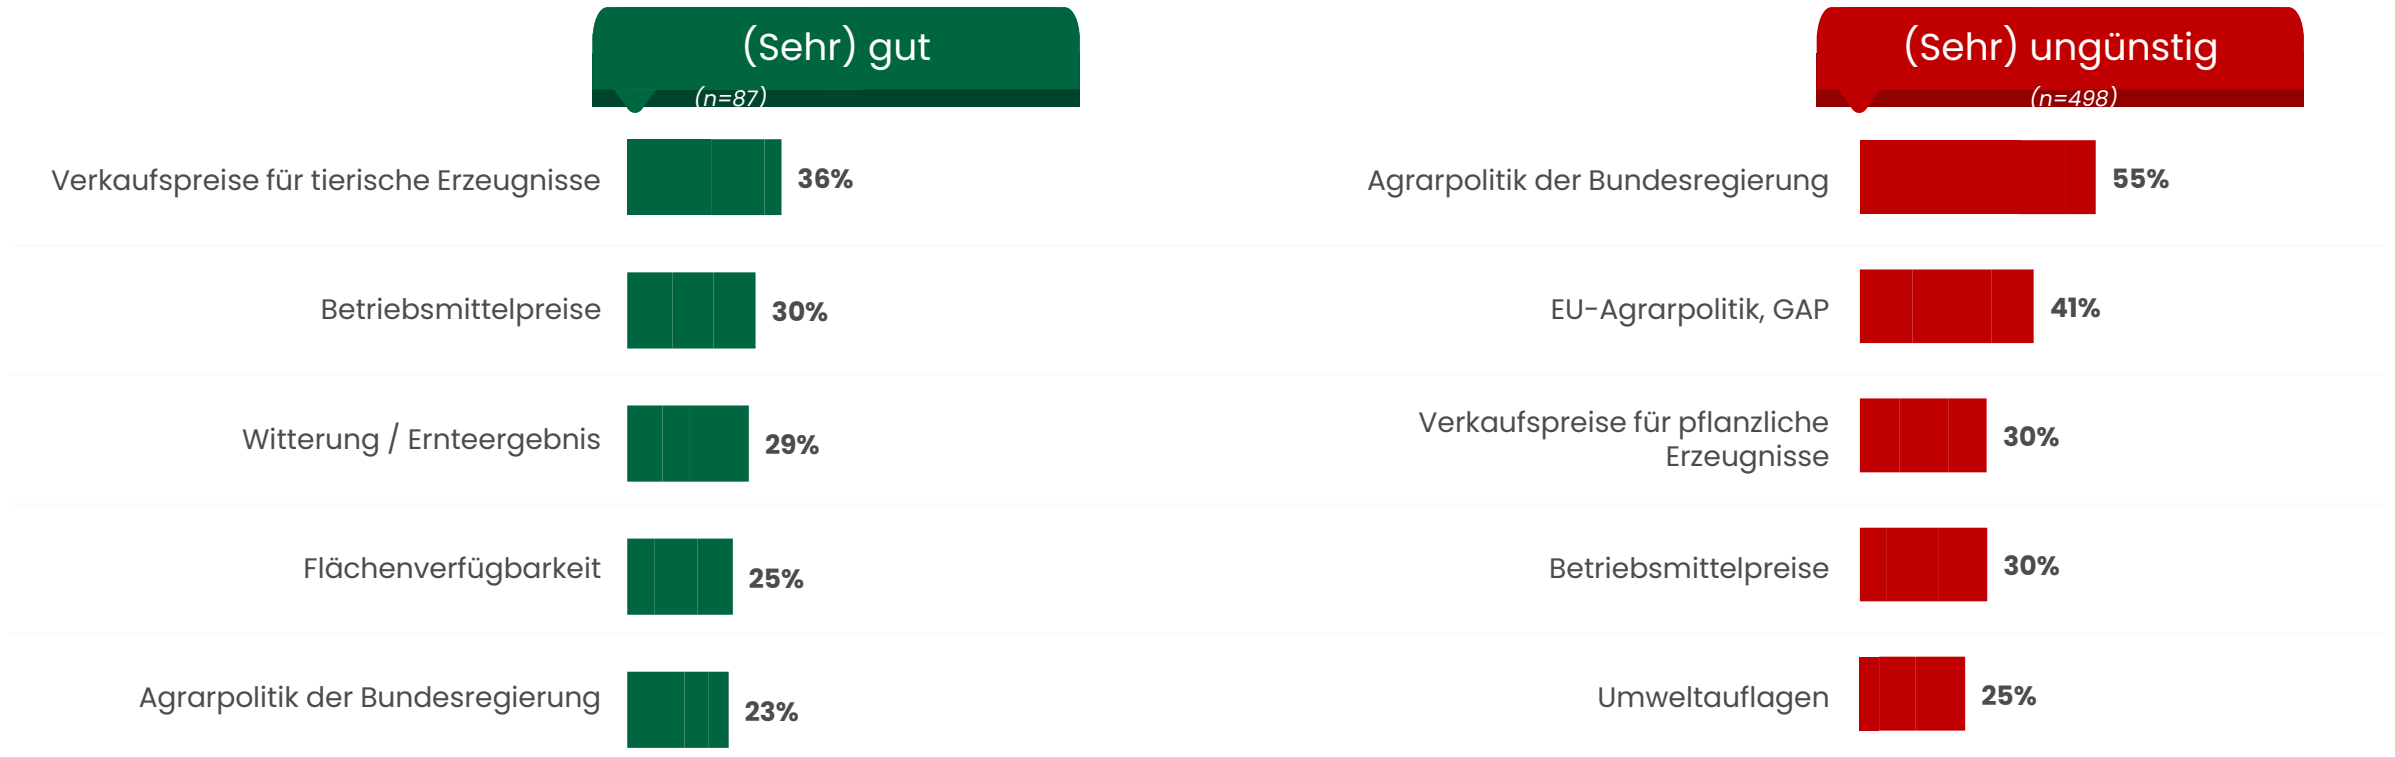 (Sehr) gut
(n=87)
Verkaufspreise für tierische Erzeugnisse
36%
Betriebsmittelpreise
30%
Witterung / Ernteergebnis
29%
Flächenverfügbarkeit
25%
Agrarpolitik der Bundesregierung
23%
(Sehr) ungünstig
(n=498)
Agrarpolitik der Bundesregierung
55%
EU-Agrarpolitik, GAP
41%
Verkaufspreise für pflanzliche
Erzeugnisse
30%
Betriebsmittelpreise
30%
Umweltauflagen
25%